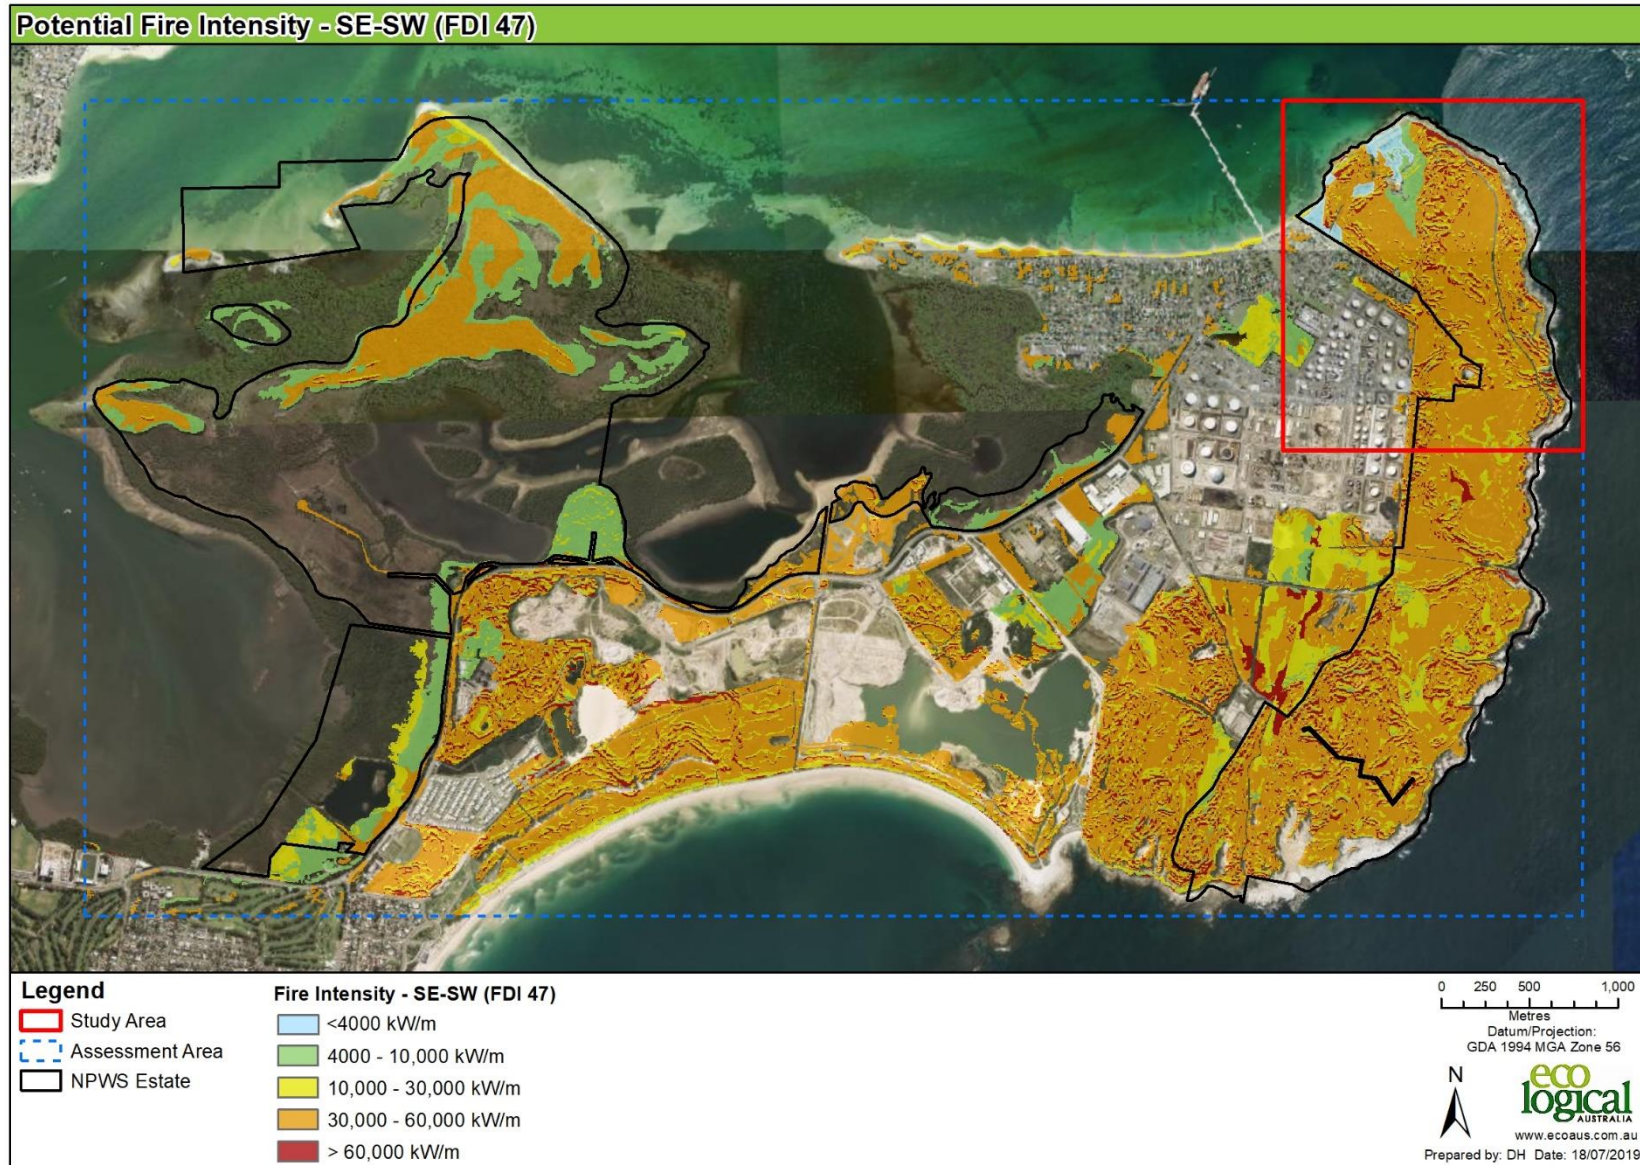 Potential Fire Intensity - SE-SW (FDI 47)
Legend
Study Area
Assessment Area
NPWS Estate
Fire Intensity - SE-SW (FDI 47)
<4000 kW/m
4000 - 10,000 kW/m
10,000 - 30,000 kW/m
30,000 - 60,000 kW/m
> 60,000 kW/m
0 250 500 1,000
Metres
Datum/Projection:
GDA 1994 MGA Zone 56
N
eco
logical
AUSTRALIA
www.ecoaus.com.au
Prepared by: DH Date: 18/07/2019